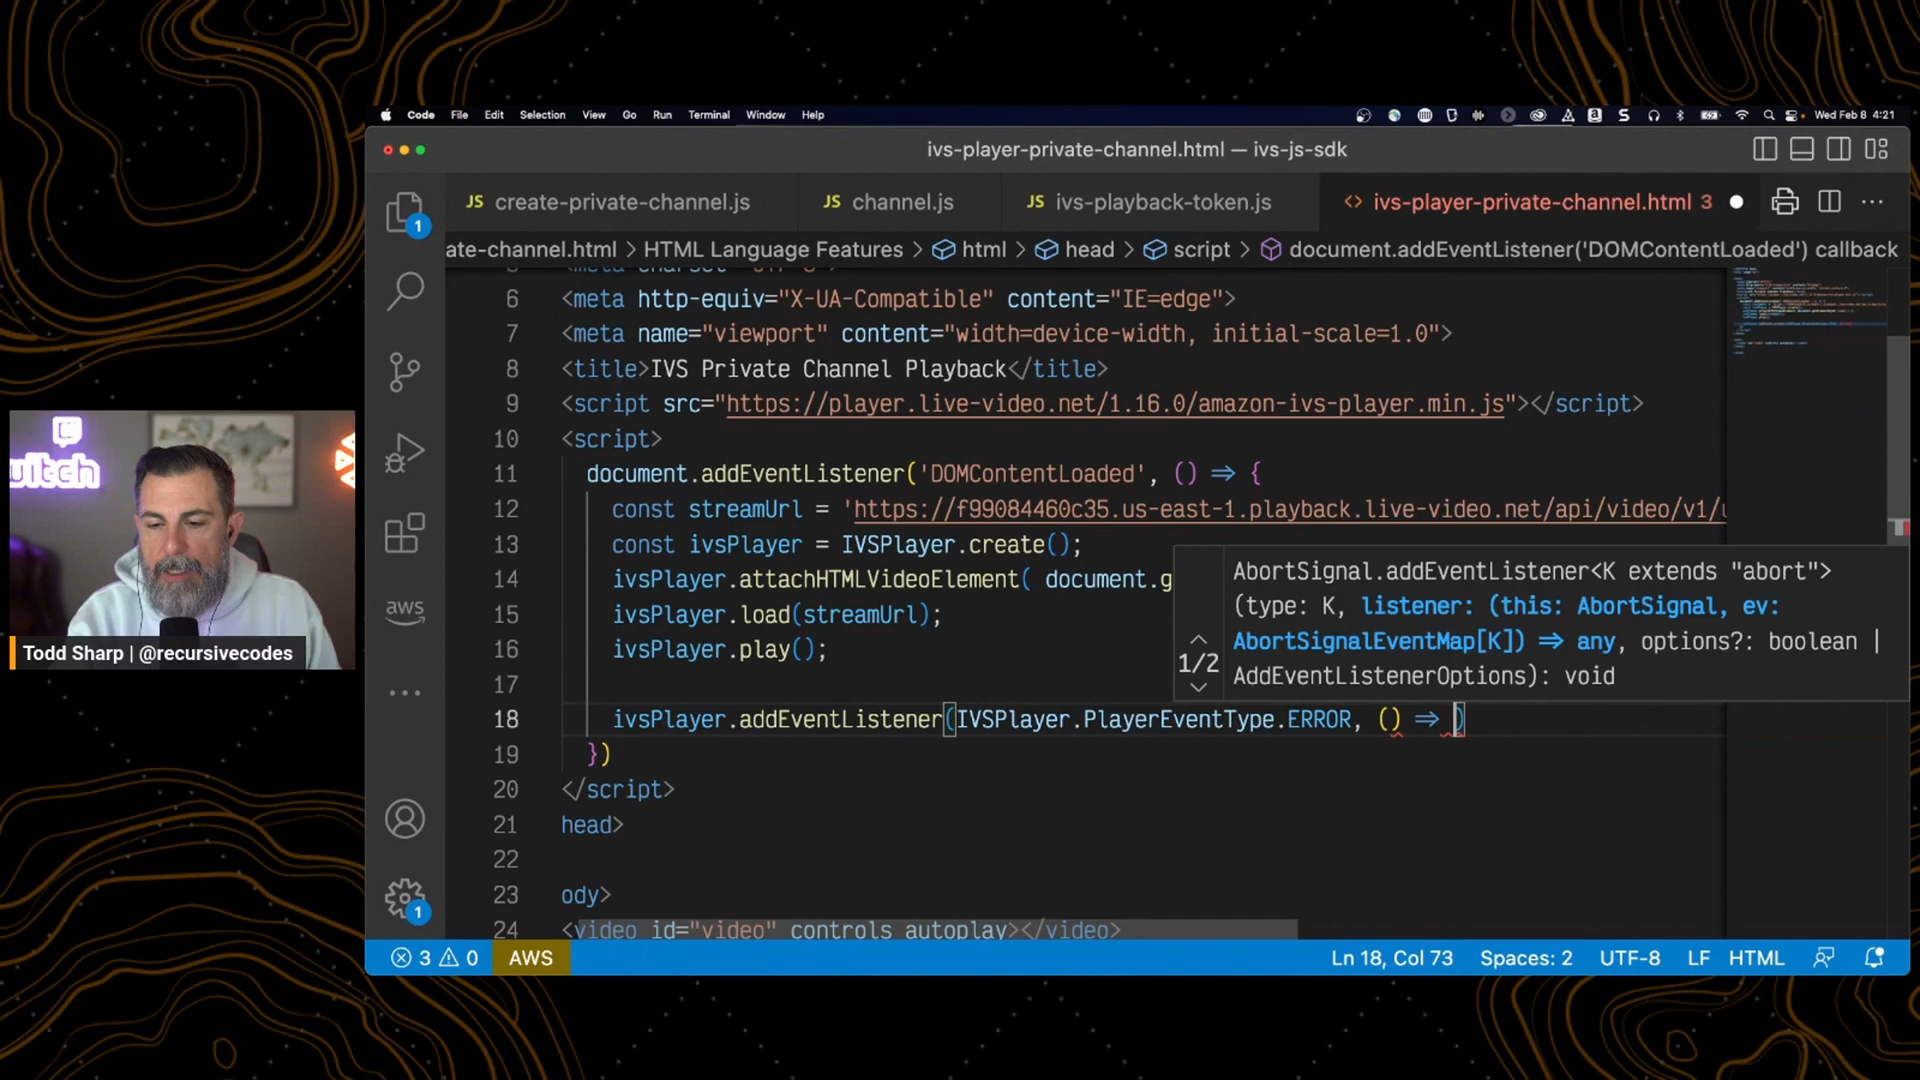 Code File Edit Selection View Go Run Terminal Window Help Wed Feb 8 4:21
ivs-player-private-channel.html — ivs-js-sdk
JS create-private-channel.js JS channel.js JS ivs-playback-token.js <> ivs-player-private-channel.html 3
ate-channel.html > HTML Language Features > html > head > script > document.addEventListener('DOMContentLoaded') callback
6 <meta http-equiv="X-UA-Compatible" content="IE=edge">
7 <meta name="viewport" content="width=device-width, initial-scale=1.0">
8 <title>IVS Private Channel Playback</title>
9 <script src="https://player.live-video.net/1.16.0/amazon-ivs-player.min.js"></script>
10 <script>
11 document.addEventListener('DOMContentLoaded', () => {
12 const streamUrl = 'https://f99084460c35.us-east-1.playback.live-video.net/api/video/v1/u
13 const ivsPlayer = IVSPlayer.create();
14 ivsPlayer.attachHTMLVideoElement( document.g
15 ivsPlayer.load(streamUrl);
16 ivsPlayer.play();
17
18 ivsPlayer.addEventListener(IVSPlayer.PlayerEventType.ERROR, () => )
19 })
20 </script>
21 head>
22
23 ody>
24 <video id="video" controls autoplay></video>
AbortSignal.addEventListener<K extends "abort">
(type: K, listener: (this: AbortSignal, ev:
AbortSignalEventMap[K]) => any, options?: boolean |
AddEventListenerOptions): void
1/2
1
aws
1
witch
Todd Sharp | @recursivecodes
3 0 AWS Ln 18, Col 73 Spaces: 2 UTF-8 LF HTML